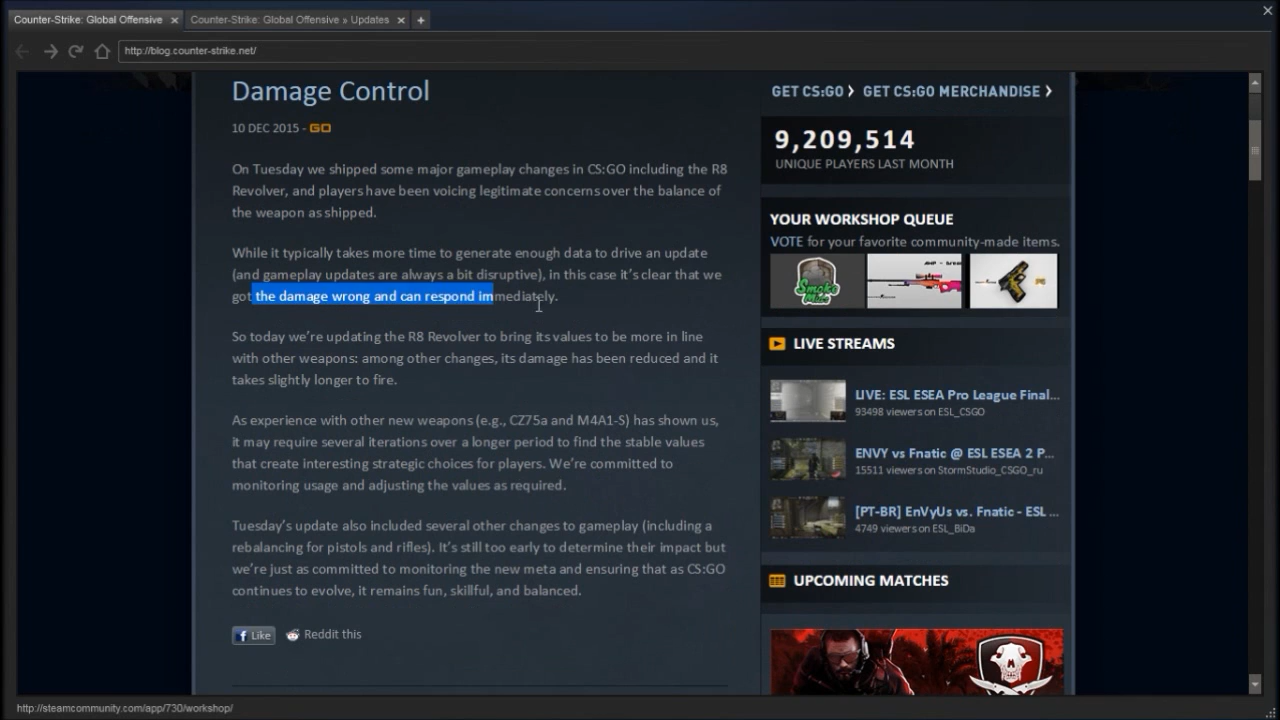 Counter-Strike: Global Offensive
Counter-Strike: Global Offensive » Updates
http://blog.counter-strike.net/
Damage Control
10 DEC 2015 - GO
On Tuesday we shipped some major gameplay changes in CS:GO including the R8
Revolver, and players have been voicing legitimate concerns over the balance of
the weapon as shipped.
While it typically takes more time to generate enough data to drive an update
(and gameplay updates are always a bit disruptive), in this case it's clear that we
got the damage wrong and can respond immediately.
So today we're updating the R8 Revolver to bring its values to be more in line
with other weapons: among other changes, its damage has been reduced and it
takes slightly longer to fire.
As experience with other new weapons (e.g., CZ75a and M4A1-S) has shown us,
it may require several iterations over a longer period to find the stable values
that create interesting strategic choices for players. We're committed to
monitoring usage and adjusting the values as required.
Tuesday's update also included several other changes to gameplay (including a
rebalancing for pistols and rifles). It's still too early to determine their impact but
we're just as committed to monitoring the new meta and ensuring that as CS:GO
continues to evolve, it remains fun, skillful, and balanced.
Like
Reddit this
GET CS:GO
GET CS:GO MERCHANDISE
9,209,514
UNIQUE PLAYERS LAST MONTH
YOUR WORKSHOP QUEUE
VOTE for your favorite community-made items.
Smoke
LIVE STREAMS
LIVE: ESL ESEA Pro League Final...
93498 viewers on ESL_CSGO
ENVY vs Fnatic @ ESL ESEA 2 P...
15511 viewers on StormStudio_CSGO_ru
[PT-BR] EnVyUs vs. Fnatic - ESL ...
4749 viewers on ESL_BiDa
UPCOMING MATCHES
http://steamcommunity.com/app/730/workshop/